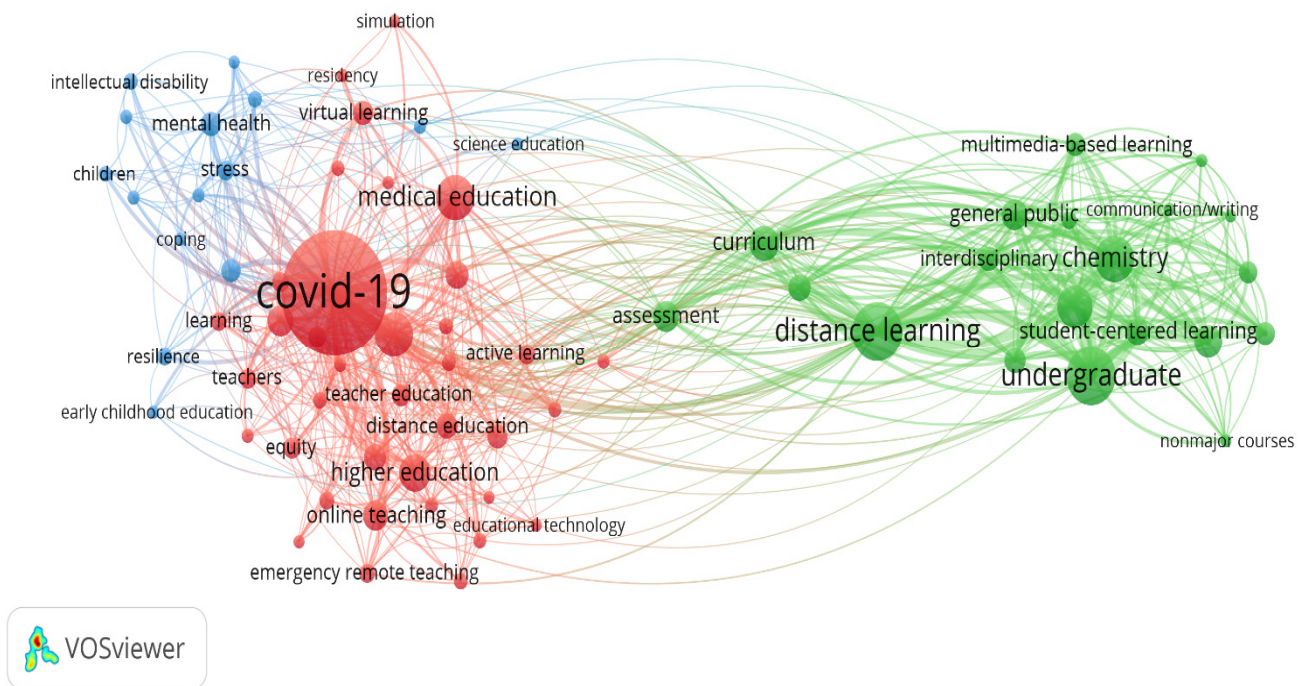 simulation
residency
intellectual disability
virtual learning
mental health
science education
multimedia-based learning
children
stress
medical education
general public
communication/writing
coping
curriculum
interdisciplinary
chemistry
covid-19
learning
assessment
distance learning
student-centered learning
resilience
active learning
teachers
undergraduate
teacher education
early childhood education
distance education
equity
nonmajor courses
higher education
online teaching
educational technology
emergency remote teaching
VOSviewer